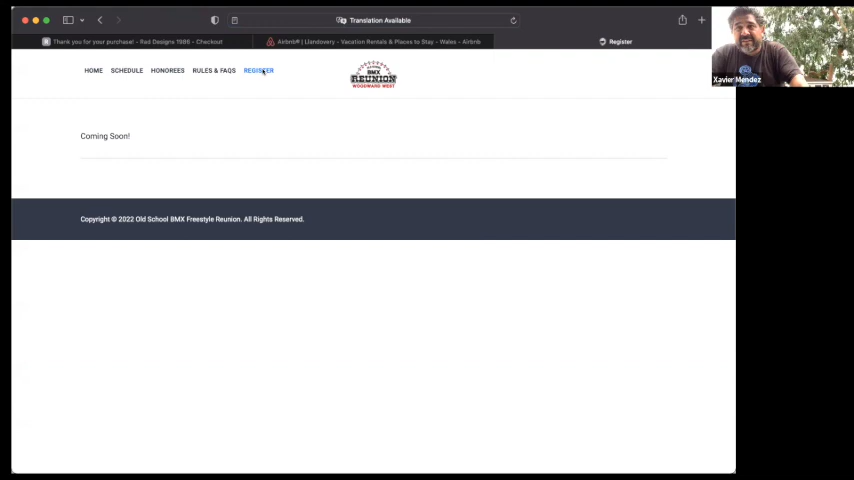 Translation Available
Thank you for your purchase! - Rad Designs 1986 - Checkout
Airbnb® | Llandovery - Vacation Rentals & Places to Stay - Wales - Airbnb
Register
HOME SCHEDULE HONOREES RULES & FAQS REGISTER
BMX
REUNION
WOODWARD WEST
Xavier Mendez
Coming Soon!
Copyright © 2022 Old School BMX Freestyle Reunion. All Rights Reserved.